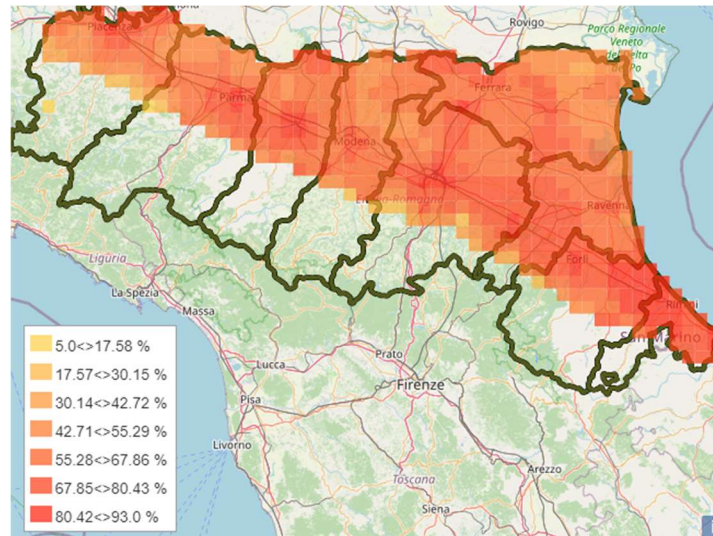 Rovigo
Parco Regionale
Veneto
del Delta
del Po
Piacenza
Ferrara
Parma
Modena
Emilia-Romagna
Ravenna
Forlì
Rimini
San Marino
Liguria
La Spezia
Massa
Lucca
Prato
Firenze
Pisa
Livorno
Arezzo
Toscana
Siena
5.0<>17.58 %
17.57<>30.15 %
30.14<>42.72 %
42.71<>55.29 %
55.28<>67.86 %
67.85<>80.43 %
80.42<>93.0 %